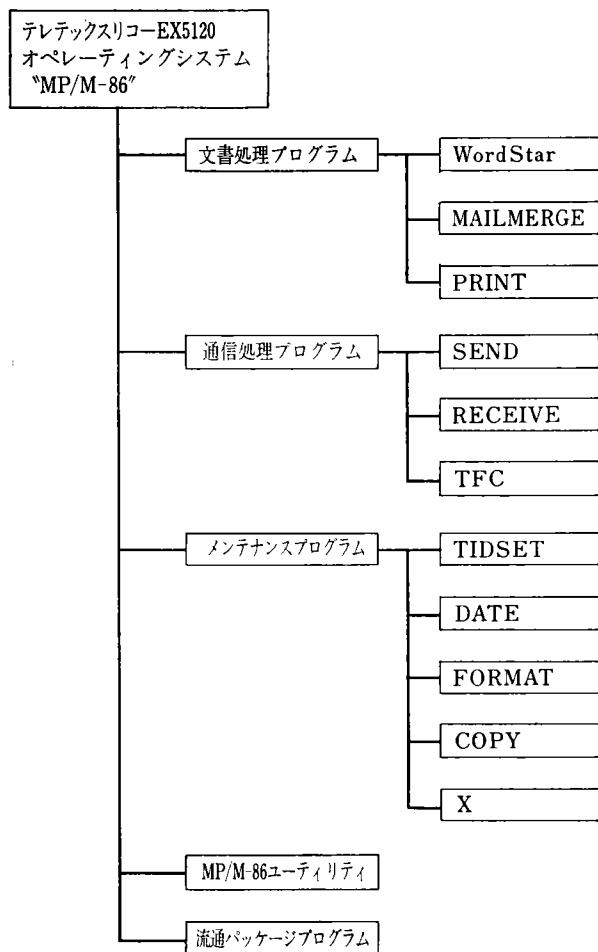 テレテックスリコーEX5120
オペレーティングシステム
"MP/M-86"
文書処理プログラム
WordStar
MAILMERGE
PRINT
通信処理プログラム
SEND
RECEIVE
TFC
メンテナンスプログラム
TIDSET
DATE
FORMAT
COPY
X
MP/M-86ユーティリティ
流通パッケージプログラム